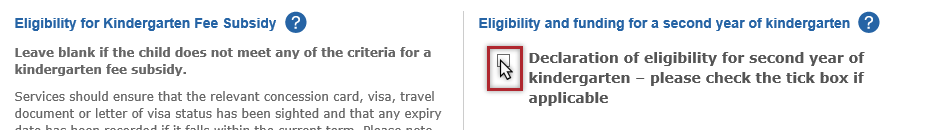 Eligibility for Kindergarten Fee Subsidy ?
Leave blank if the child does not meet any of the criteria for a
kindergarten fee subsidy.
Services should ensure that the relevant concession card, visa, travel
document or letter of visa status has been sighted and that any expiry
date has been recorded if it falls within the current term. Please note
Eligibility and funding for a second year of kindergarten ?
Declaration of eligibility for second year of
kindergarten – please check the tick box if
applicable